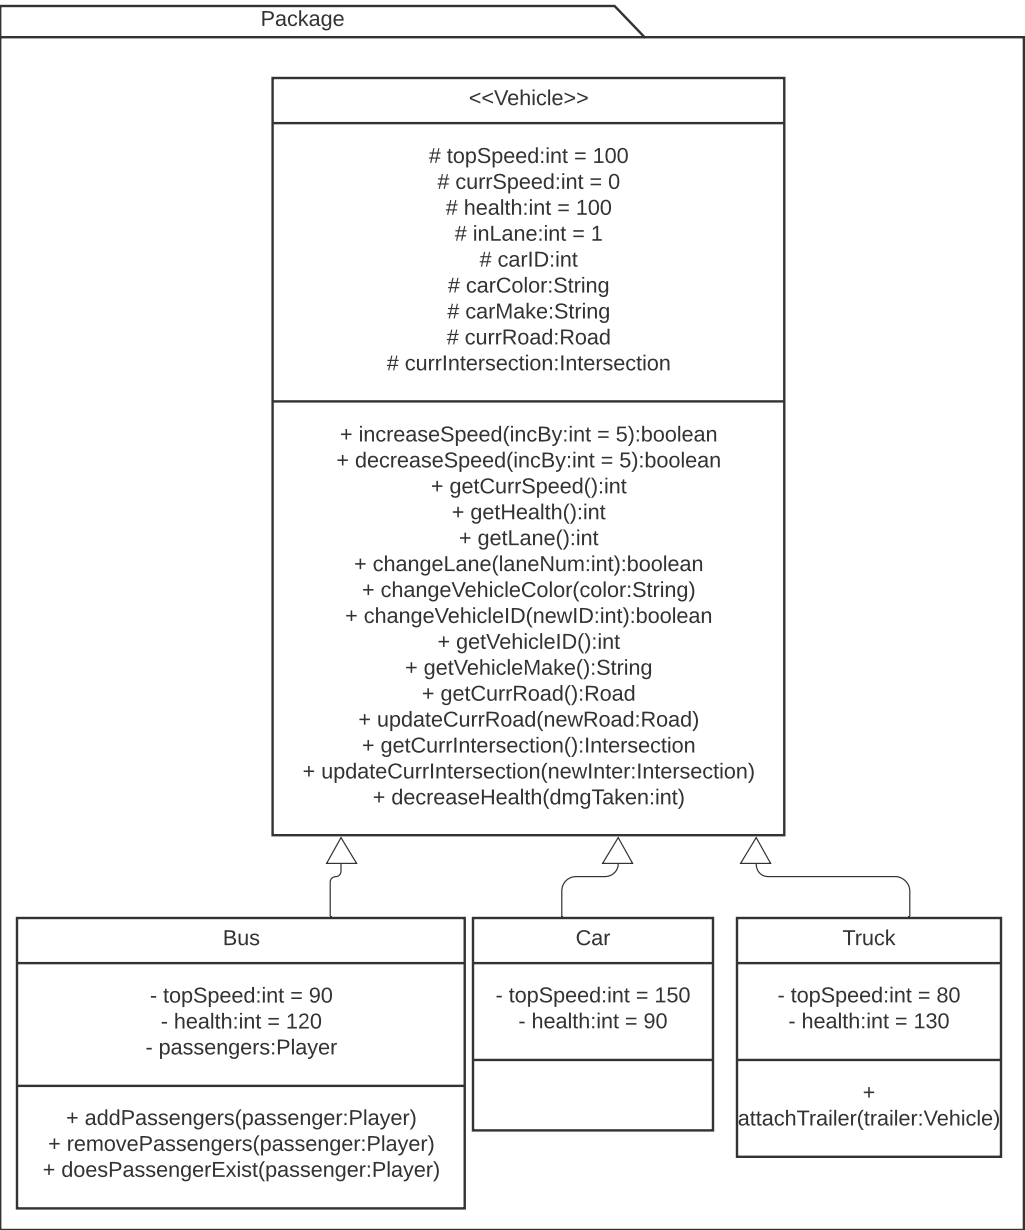 Package
<<Vehicle>>
# topSpeed:int = 100
# currSpeed:int = 0
# health:int = 100
# inLane:int = 1
# carID:int
# carColor:String
# carMake:String
# currRoad:Road
# currIntersection:Intersection
+ increaseSpeed(incBy:int = 5):boolean
+ decreaseSpeed(incBy:int = 5):boolean
+ getCurrSpeed():int
+ getHealth():int
+ getLane():int
+ changeLane(laneNum:int):boolean
+ changeVehicleColor(color:String)
+ changeVehicleID(newID:int):boolean
+ getVehicleID():int
+ getVehicleMake():String
+ getCurrRoad():Road
+ updateCurrRoad(newRoad:Road)
+ getCurrIntersection():Intersection
+ updateCurrIntersection(newInter:Intersection)
+ decreaseHealth(dmgTaken:int)
Bus
- topSpeed:int = 90
- health:int = 120
- passengers:Player
+ addPassengers(passenger:Player)
+ removePassengers(passenger:Player)
+ doesPassengerExist(passenger:Player)
Car
- topSpeed:int = 150
- health:int = 90
Truck
- topSpeed:int = 80
- health:int = 130
+
attachTrailer(trailer:Vehicle)